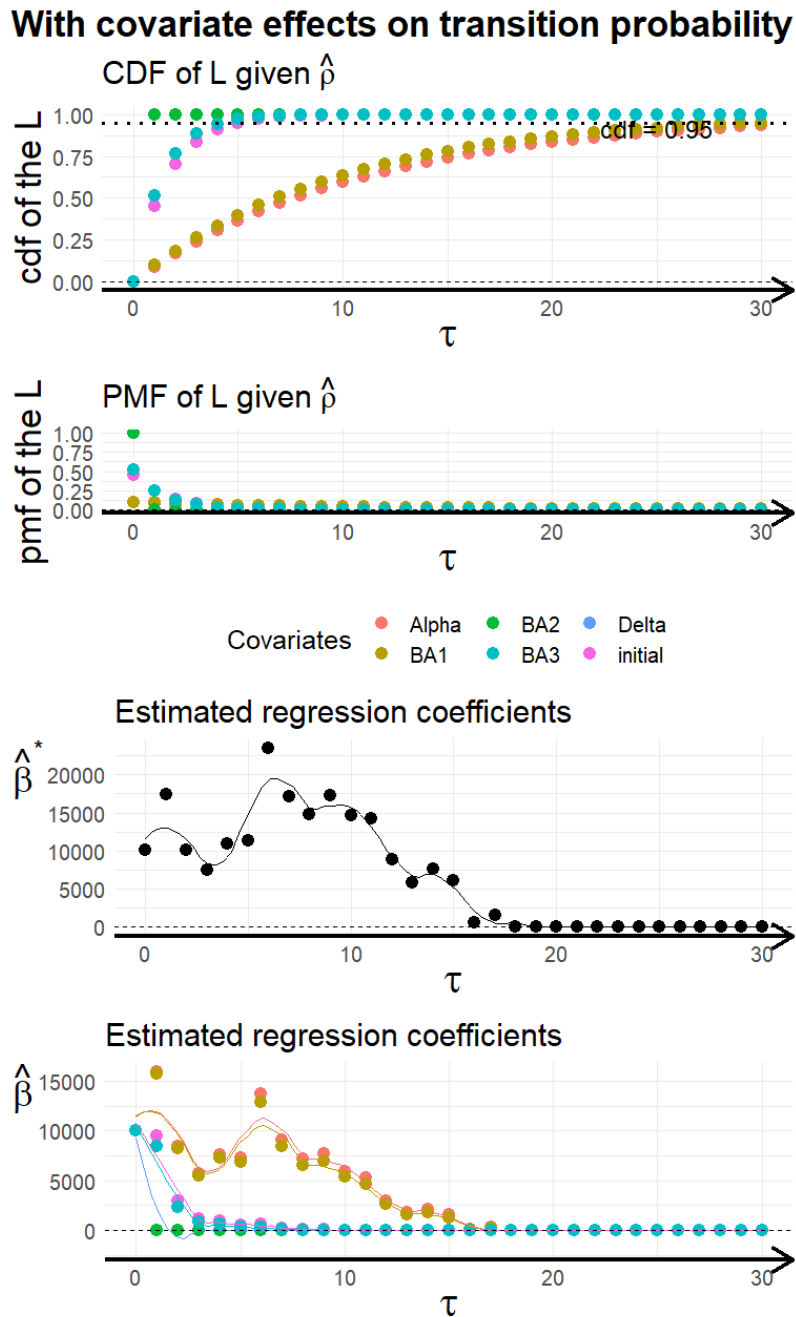 With covariate effects on transition probability
CDF of L given ρ̂
cdf of the L
1.00
0.75
0.50
0.25
0.00
cdf = 0.95
0 10 20 30
τ
PMF of L given ρ̂
pmf of the L
1.00
0.75
0.50
0.25
0.00
0 10 20 30
τ
Covariates
Alpha BA2 Delta
BA1 BA3 initial
Estimated regression coefficients
β̂*
20000
15000
10000
5000
0
0 10 20 30
τ
Estimated regression coefficients
β̂
15000
10000
5000
0
0 10 20 30
τ